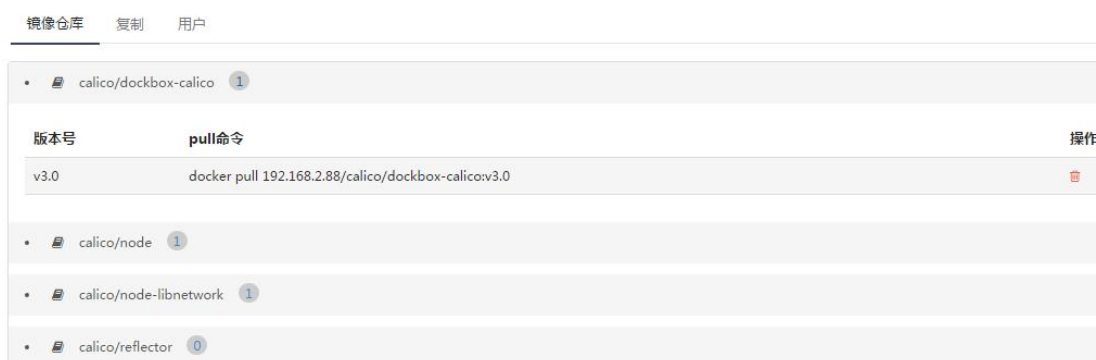 镜像仓库 复制 用户
calico/dockbox-calico 1
版本号 pull命令 操作
v3.0 docker pull 192.168.2.88/calico/dockbox-calico:v3.0
calico/node 1
calico/node-libnetwork 1
calico/reflector 0